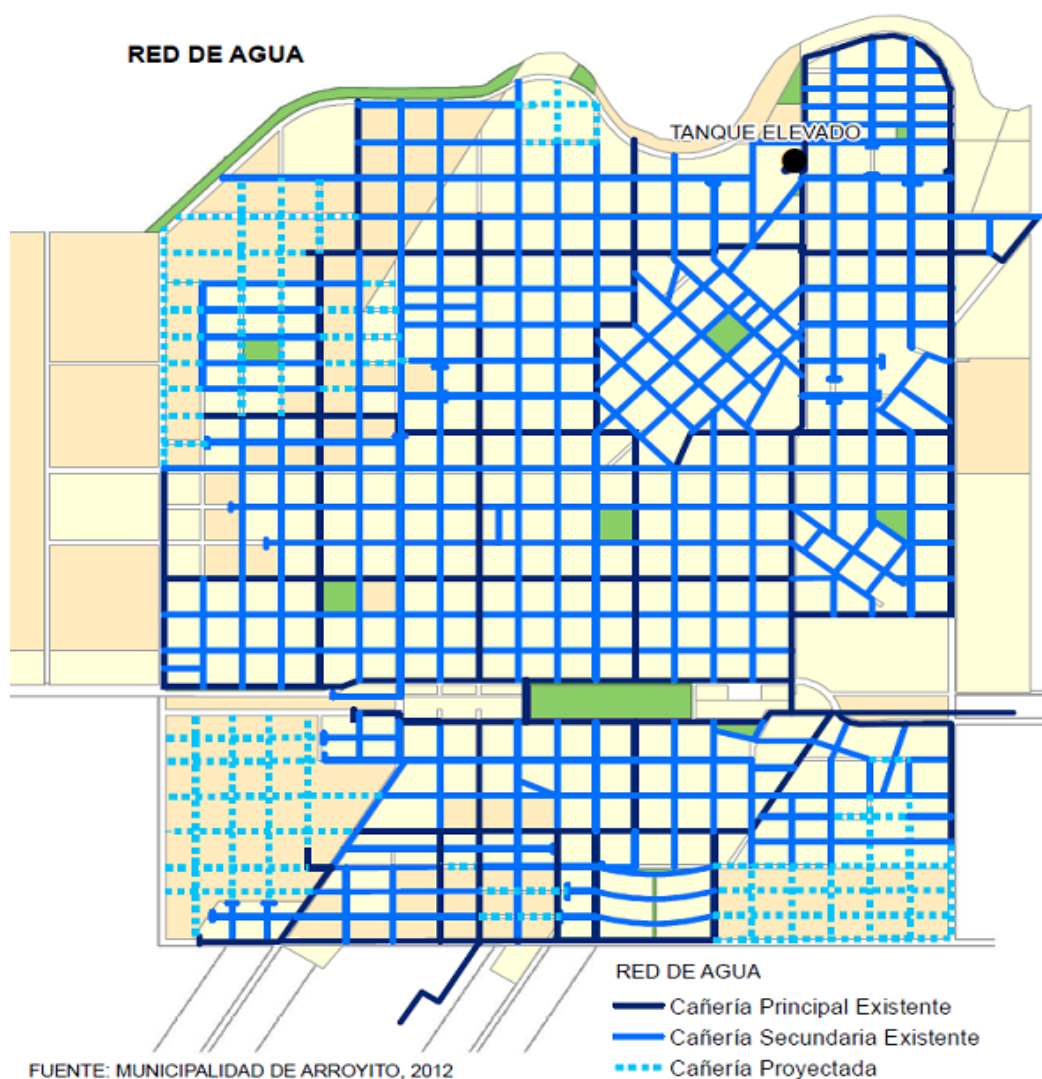 RED DE AGUA
TANQUE ELEVADO
RED DE AGUA
Cañería Principal Existente
Cañería Secundaria Existente
Cañería Proyectada
FUENTE: MUNICIPALIDAD DE ARROYITO, 2012